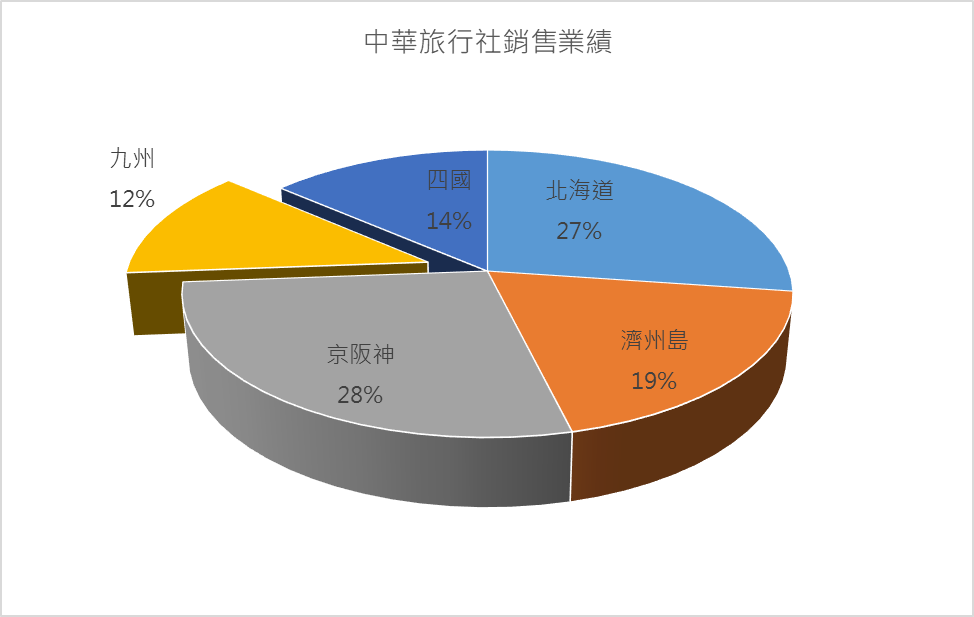 中華旅行社銷售業績
九州
12%
四國
14%
北海道
27%
濟州島
19%
京阪神
28%